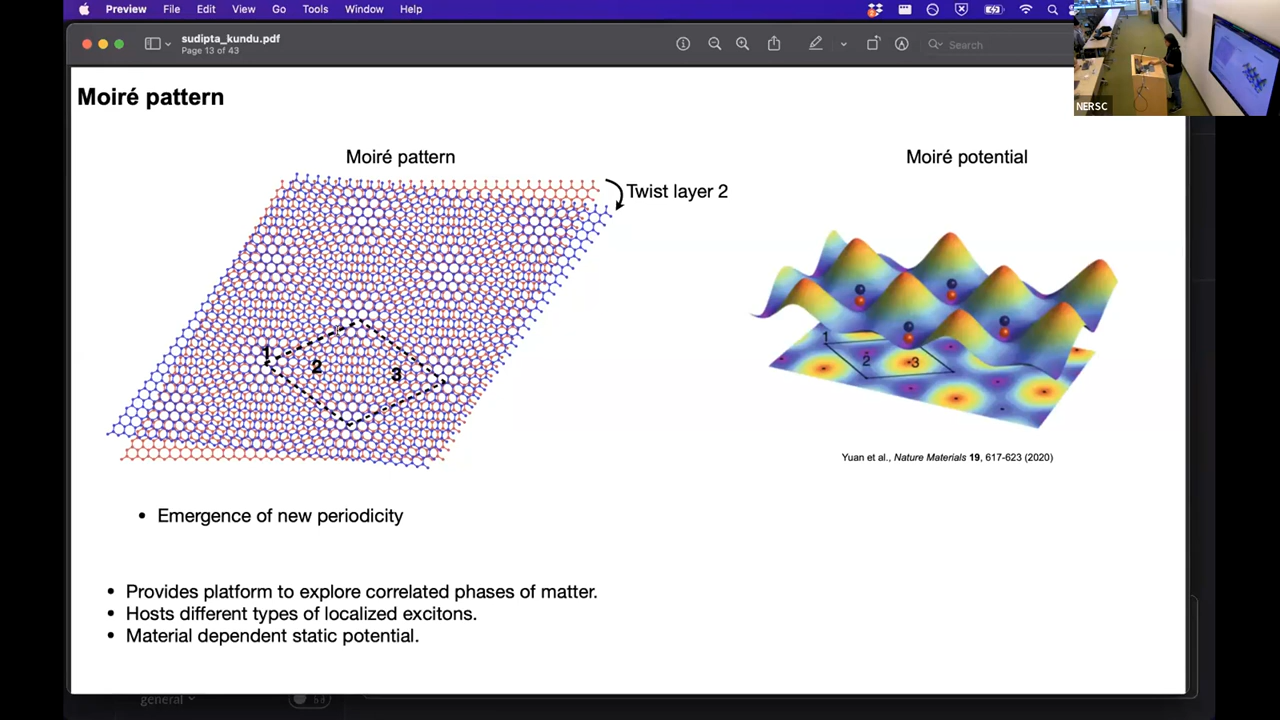 Preview File Edit View Go Tools Window Help
sudipta_kundu.pdf
Page 13 of 43
Search
NERSC
Moiré pattern
Moiré pattern
Moiré potential
Twist layer 2
1
2
3
1
2
3
Yuan et al., Nature Materials 19, 617-623 (2020)
• Emergence of new periodicity
• Provides platform to explore correlated phases of matter.
• Hosts different types of localized excitons.
• Material dependent static potential.
general